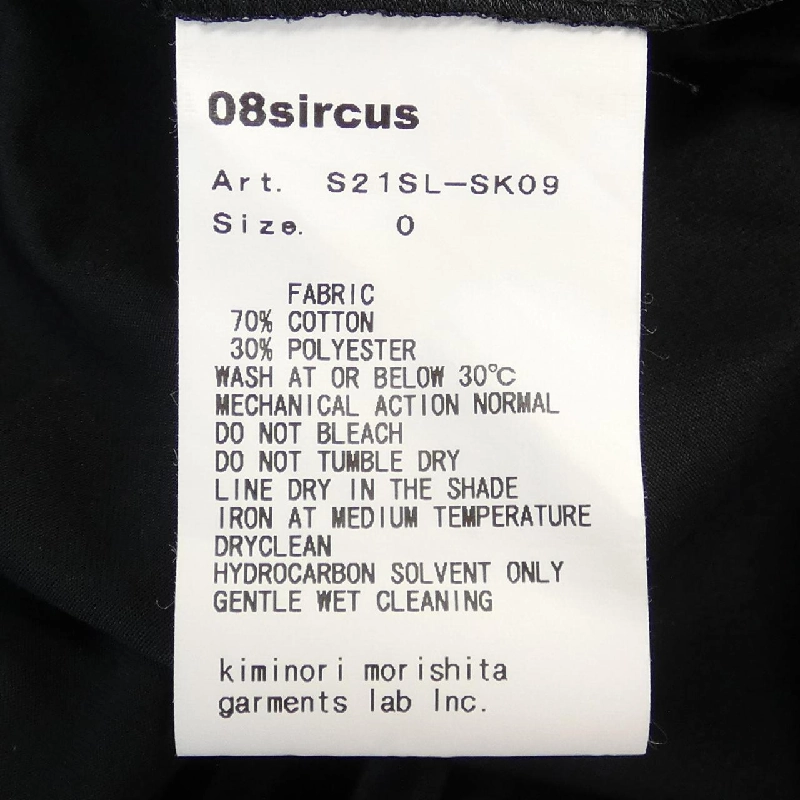 08sircus
Art. S21SL-SK09
Size. 0
FABRIC
70% COTTON
30% POLYESTER
WASH AT OR BELOW 30℃
MECHANICAL ACTION NORMAL
DO NOT BLEACH
DO NOT TUMBLE DRY
LINE DRY IN THE SHADE
IRON AT MEDIUM TEMPERATURE
DRYCLEAN
HYDROCARBON SOLVENT ONLY
GENTLE WET CLEANING
kiminori morishita
garments lab Inc.